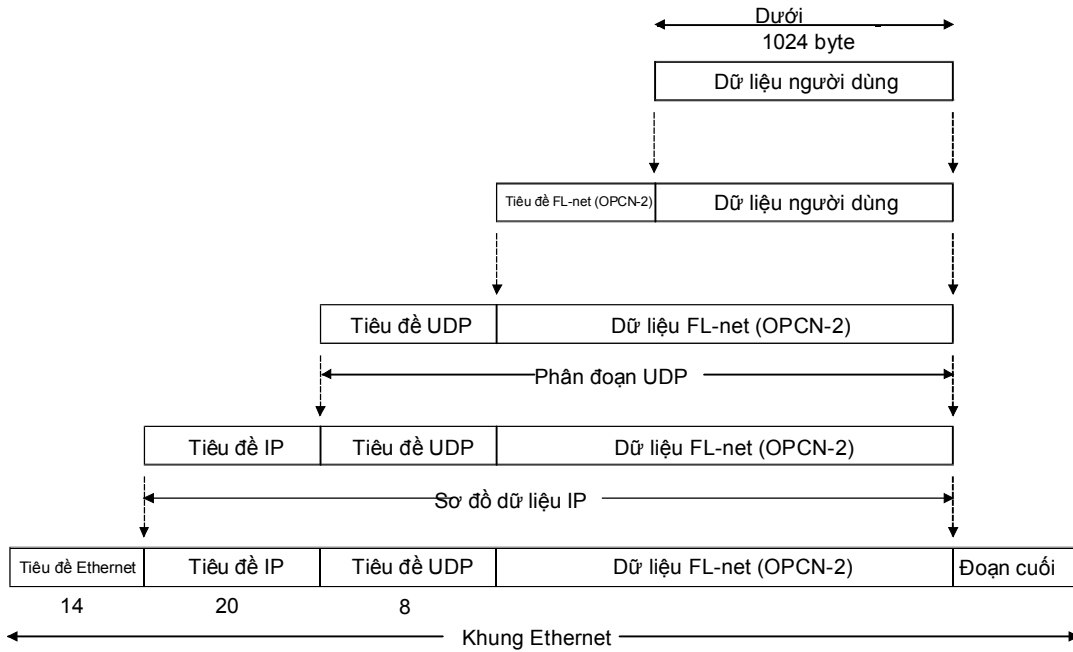 Dưới
1024 byte
Dữ liệu người dùng
Tiêu đề FL-net (OPCN-2) Dữ liệu người dùng
Tiêu đề UDP Dữ liệu FL-net (OPCN-2)
Phân đoạn UDP
Tiêu đề IP Tiêu đề UDP Dữ liệu FL-net (OPCN-2)
Sơ đồ dữ liệu IP
Tiêu đề Ethernet Tiêu đề IP Tiêu đề UDP Dữ liệu FL-net (OPCN-2) Đoạn cuối
14 20 8
Khung Ethernet